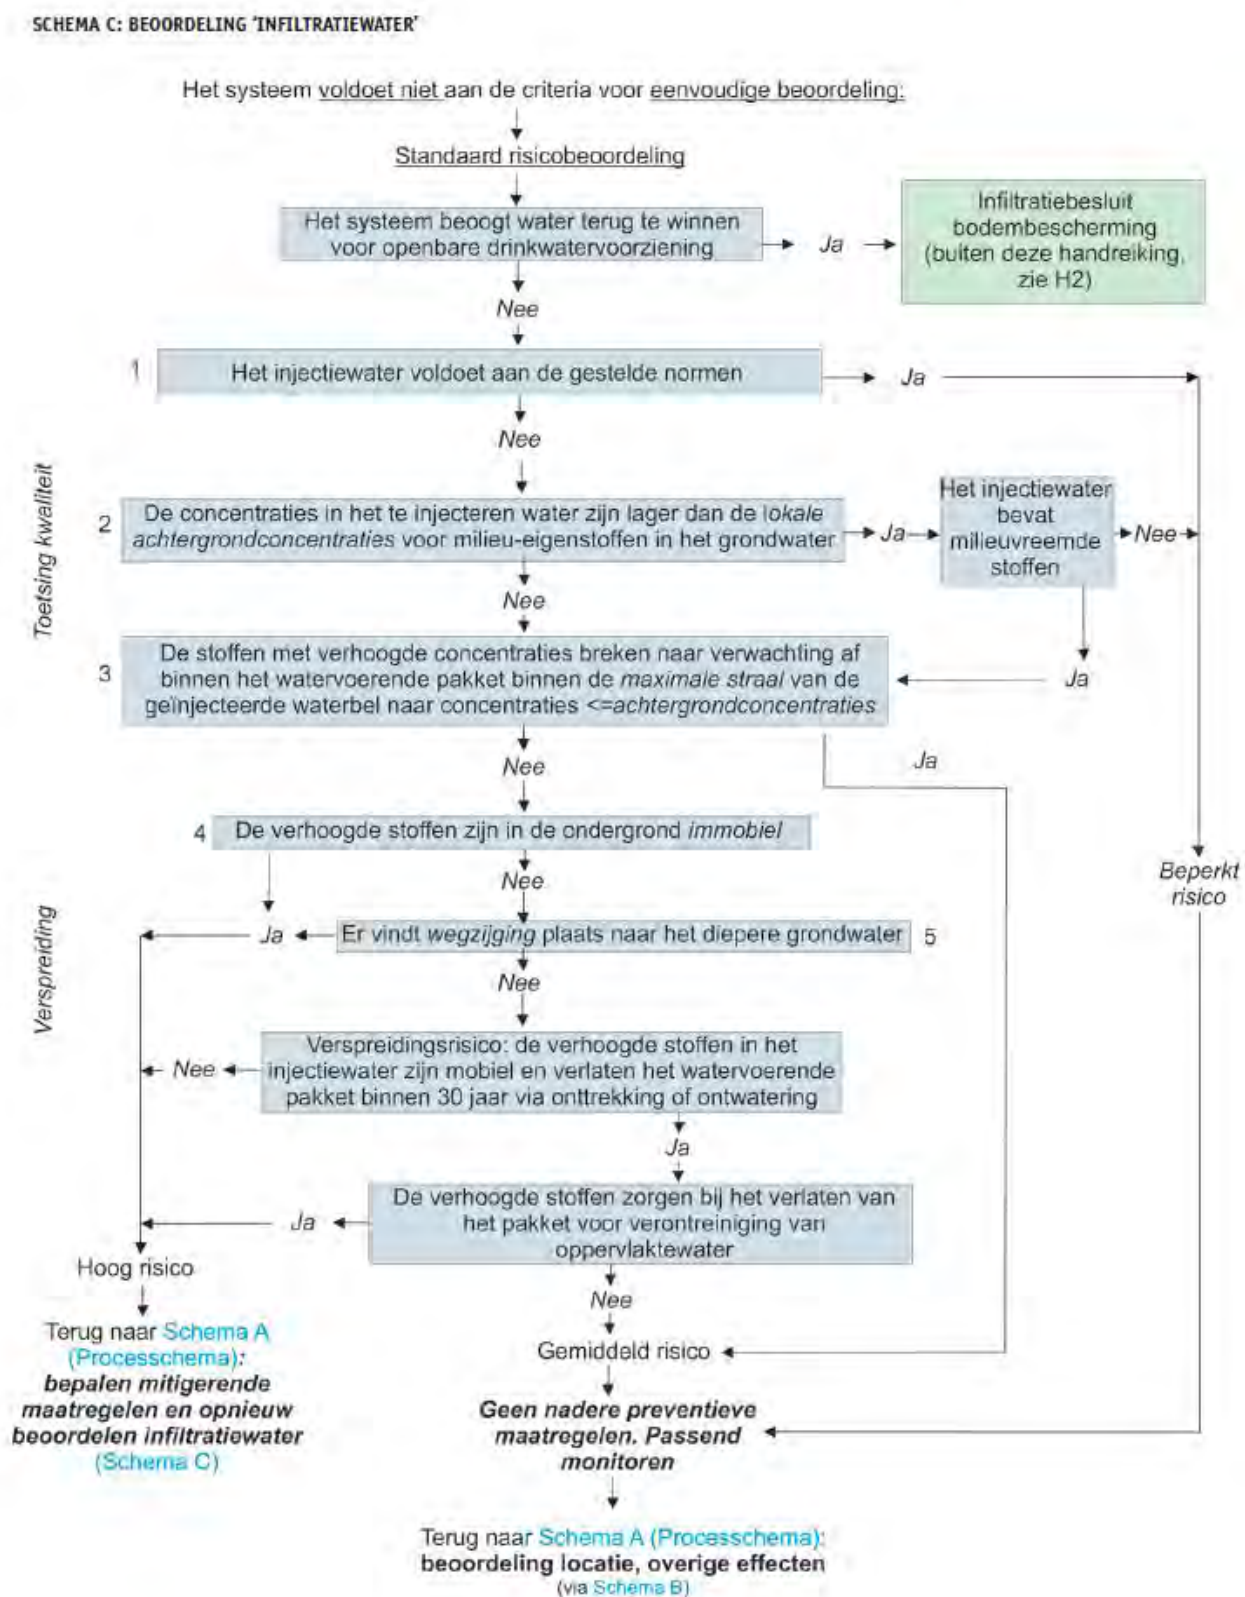 SCHEMA C: BEOORDELING 'INFILTRATIEWATER'
Het systeem voldoet niet aan de criteria voor eenvoudige beoordeling:
Standaard risicobeoordeling
Het systeem beoogt water terug te winnen
voor openbare drinkwatervoorziening
Ja
Infiltratiebesluit
bodembescherming
(buiten deze handreiking,
zie H2)
Nee
1
Het injectiewater voldoet aan de gestelde normen
Ja
Nee
Toetsing kwaliteit
2
De concentraties in het te injecteren water zijn lager dan de lokale
achtergrondconcentraties voor milieu-eigenstoffen in het grondwater
Ja
Het injectiewater
bevat
milieuvreemde
stoffen
Nee
Nee
Ja
3
De stoffen met verhoogde concentraties breken naar verwachting af
binnen het watervoerende pakket binnen de maximale straal van de
geïnjecteerde waterbel naar concentraties <=achtergrondconcentraties
Ja
Nee
4
De verhoogde stoffen zijn in de ondergrond immobiel
Nee
Beperkt
risico
Verspreiding
Ja
Er vindt wegzijging plaats naar het diepere grondwater
5
Nee
Verspreidingsrisico: de verhoogde stoffen in het
injectiewater zijn mobiel en verlaten het watervoerende
pakket binnen 30 jaar via onttrekking of ontwatering
Nee
Ja
De verhoogde stoffen zorgen bij het verlaten van
het pakket voor verontreiniging van
oppervlaktewater
Ja
Hoog risico
Nee
Terug naar Schema A
(Processchema):
bepalen mitigerende
maatregelen en opnieuw
beoordelen infiltratiewater
(Schema C)
Gemiddeld risico
Geen nadere preventieve
maatregelen. Passend
monitoren
Terug naar Schema A (Processchema):
beoordeling locatie, overige effecten
(via Schema B)